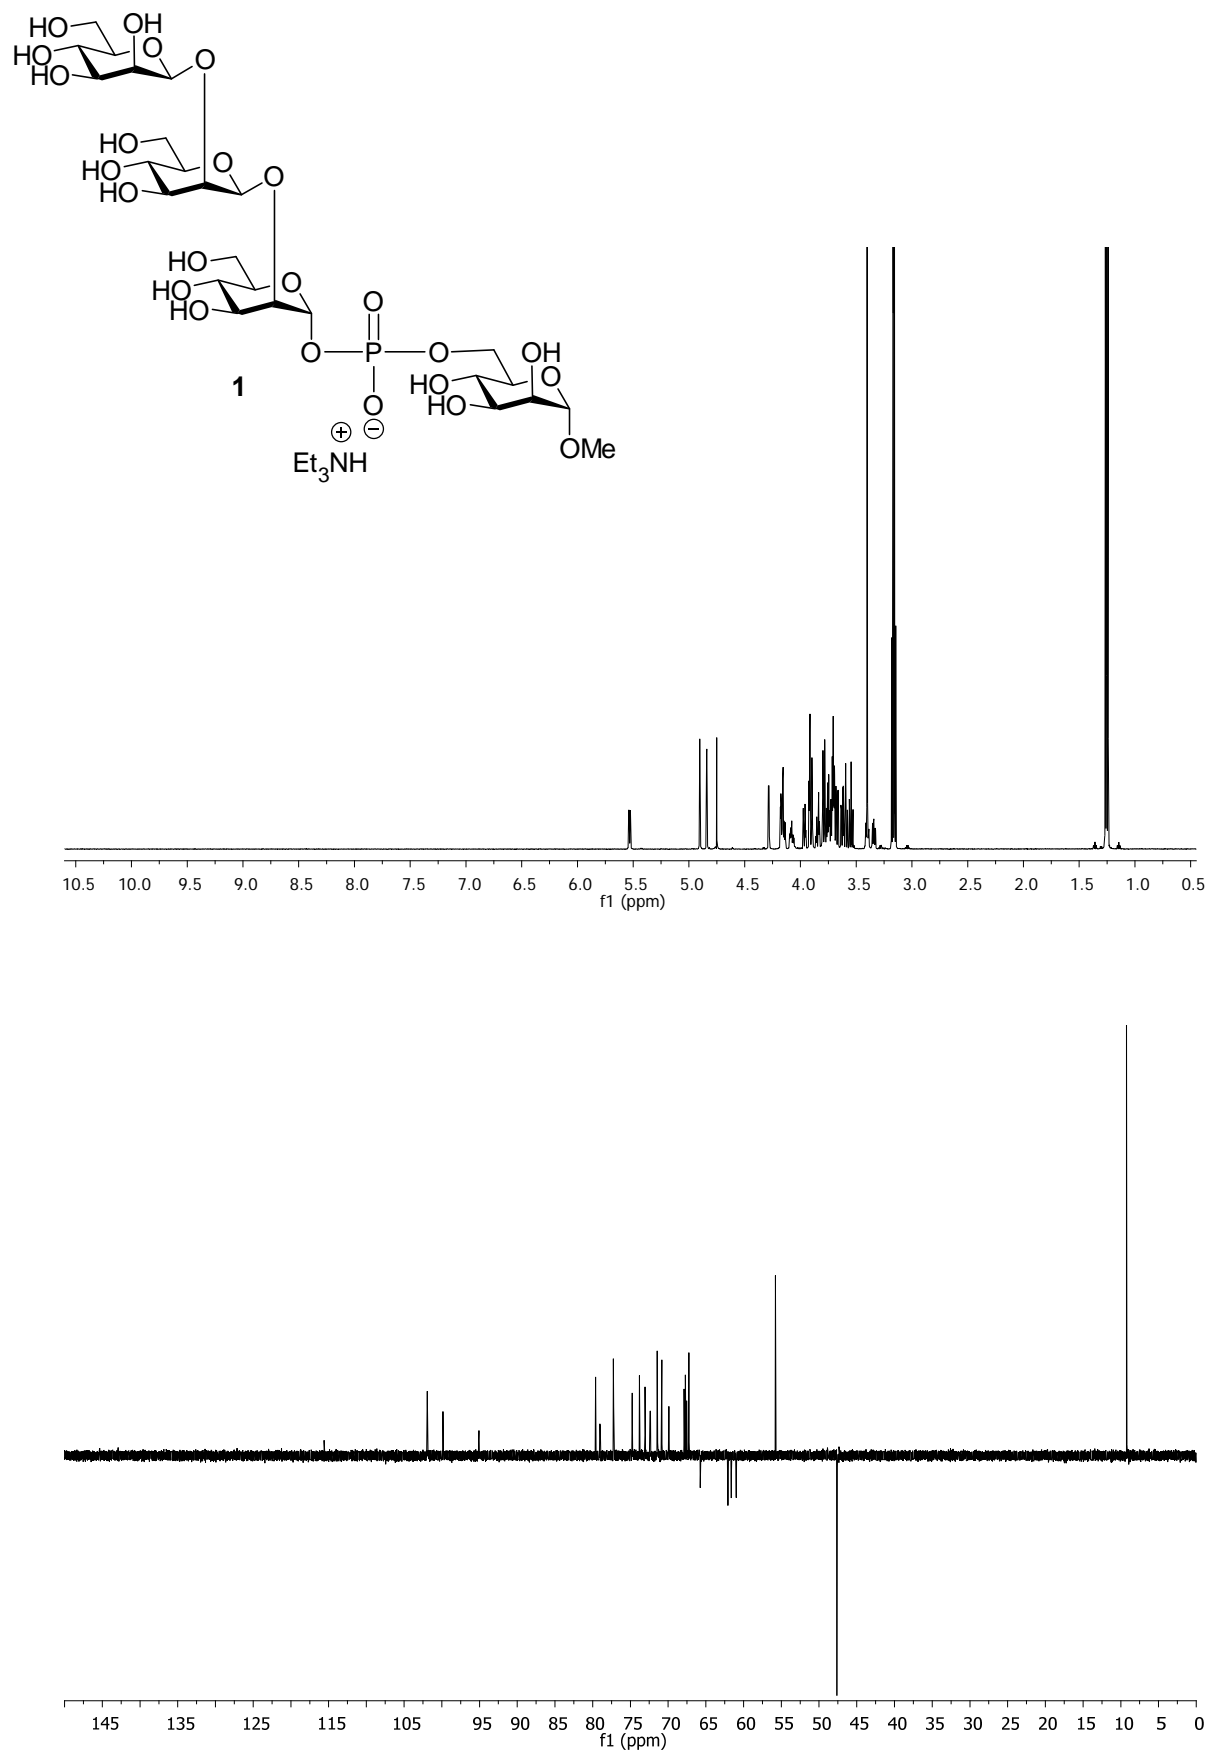 HO OH
HO O O
HO
HO
HO O O
HO
HO
HO O
HO O
O P O OH
1 HO O
O⊖ HO
⊕
Et3NH OMe
10.5 10.0 9.5 9.0 8.5 8.0 7.5 7.0 6.5 6.0 5.5 5.0 4.5 4.0 3.5 3.0 2.5 2.0 1.5 1.0 0.5
f1 (ppm)
145 135 125 115 105 95 90 85 80 75 70 65 60 55 50 45 40 35 30 25 20 15 10 5 0
f1 (ppm)